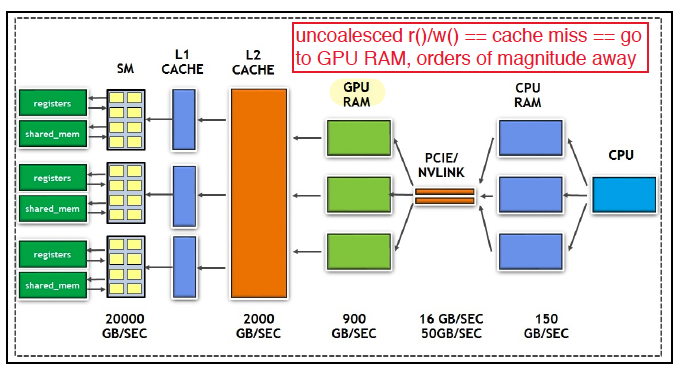 uncoalesced r()/w() == cache miss == go
to GPU RAM, orders of magnitude away
SM
L1
CACHE
L2
CACHE
GPU
RAM
PCIE/
NVLINK
CPU
RAM
CPU
registers
shared_mem
registers
shared_mem
registers
shared_mem
20000
GB/SEC
2000
GB/SEC
900
GB/SEC
16 GB/SEC
50GB/SEC
150
GB/SEC